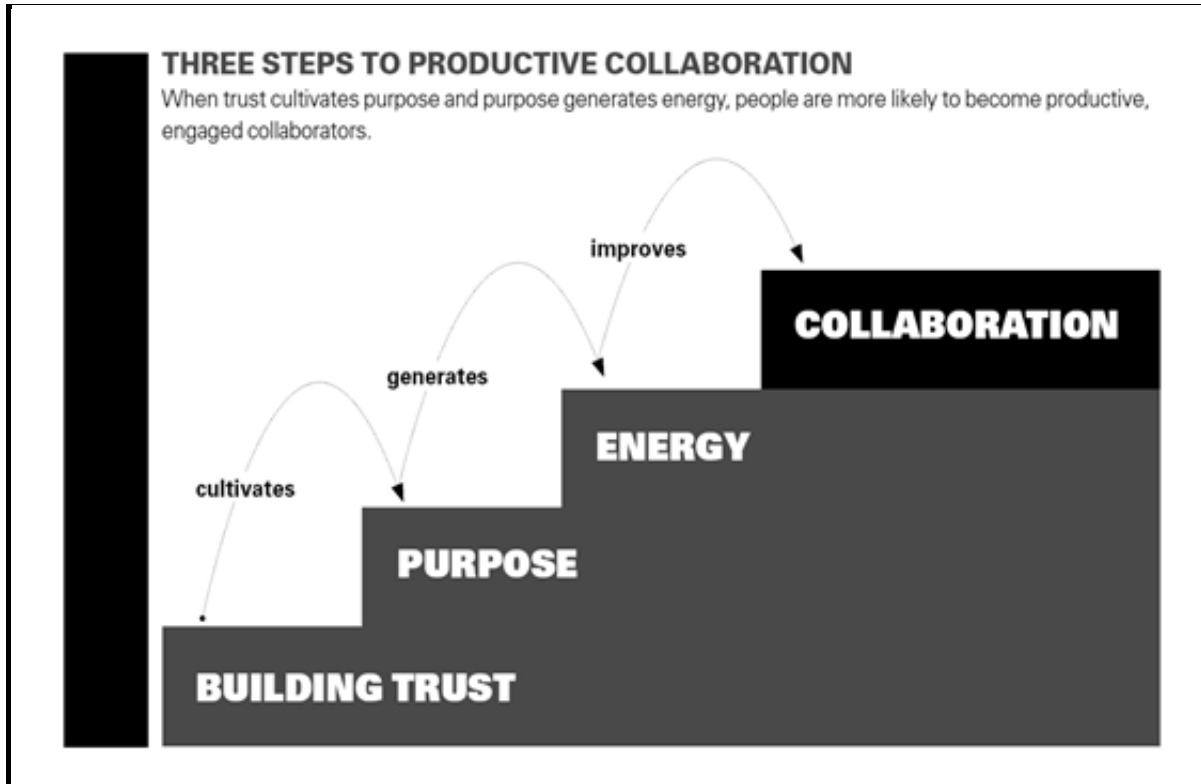 THREE STEPS TO PRODUCTIVE COLLABORATION
When trust cultivates purpose and purpose generates energy, people are more likely to become productive,
engaged collaborators.
improves
COLLABORATION
generates
ENERGY
cultivates
PURPOSE
BUILDING TRUST